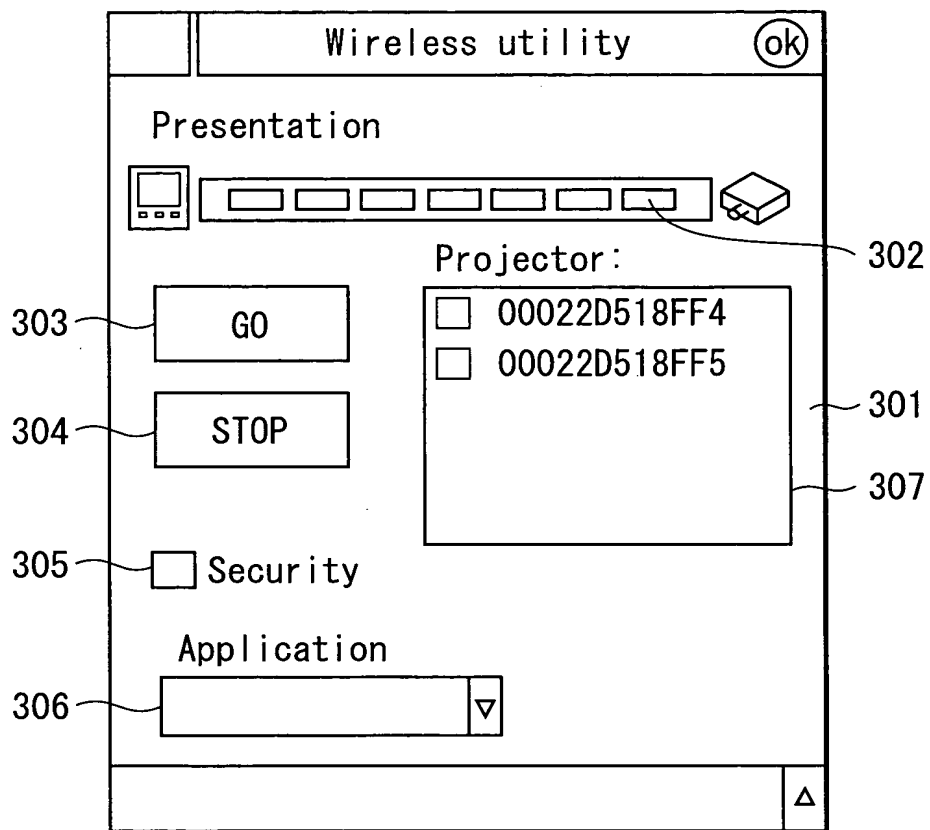 Wireless utility ok
Presentation
302
Projector:
303 GO 00022D518FF4
00022D518FF5
301
304 STOP
307
305 Security
Application
306